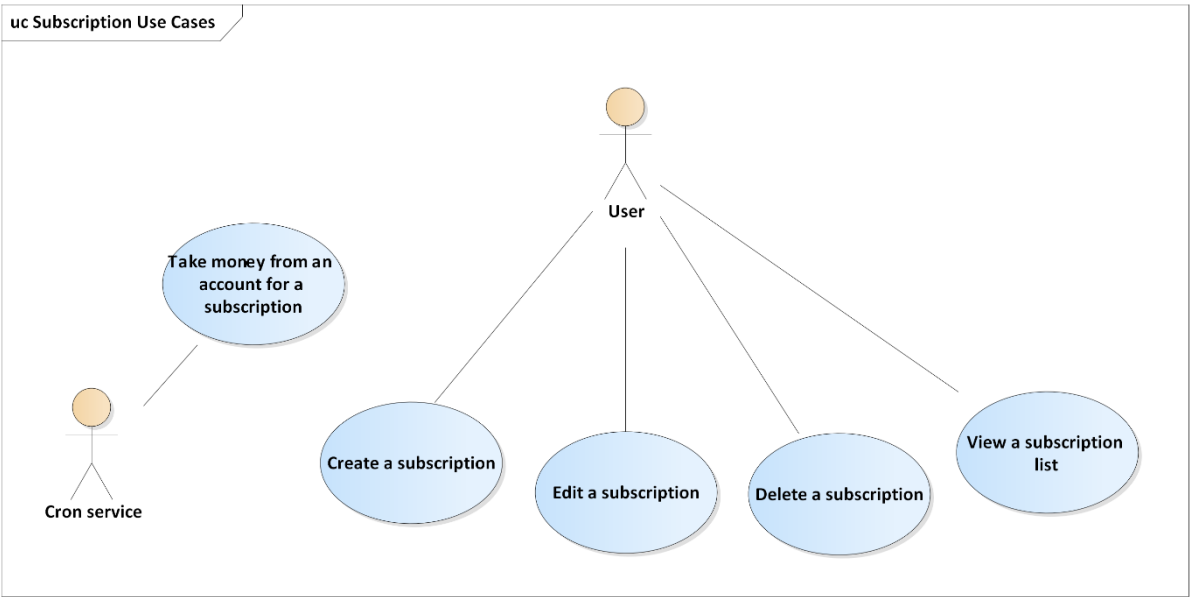 uc Subscription Use Cases
User
Take money from an
account for a
subscription
Cron service
Create a subscription
Edit a subscription
Delete a subscription
View a subscription
list